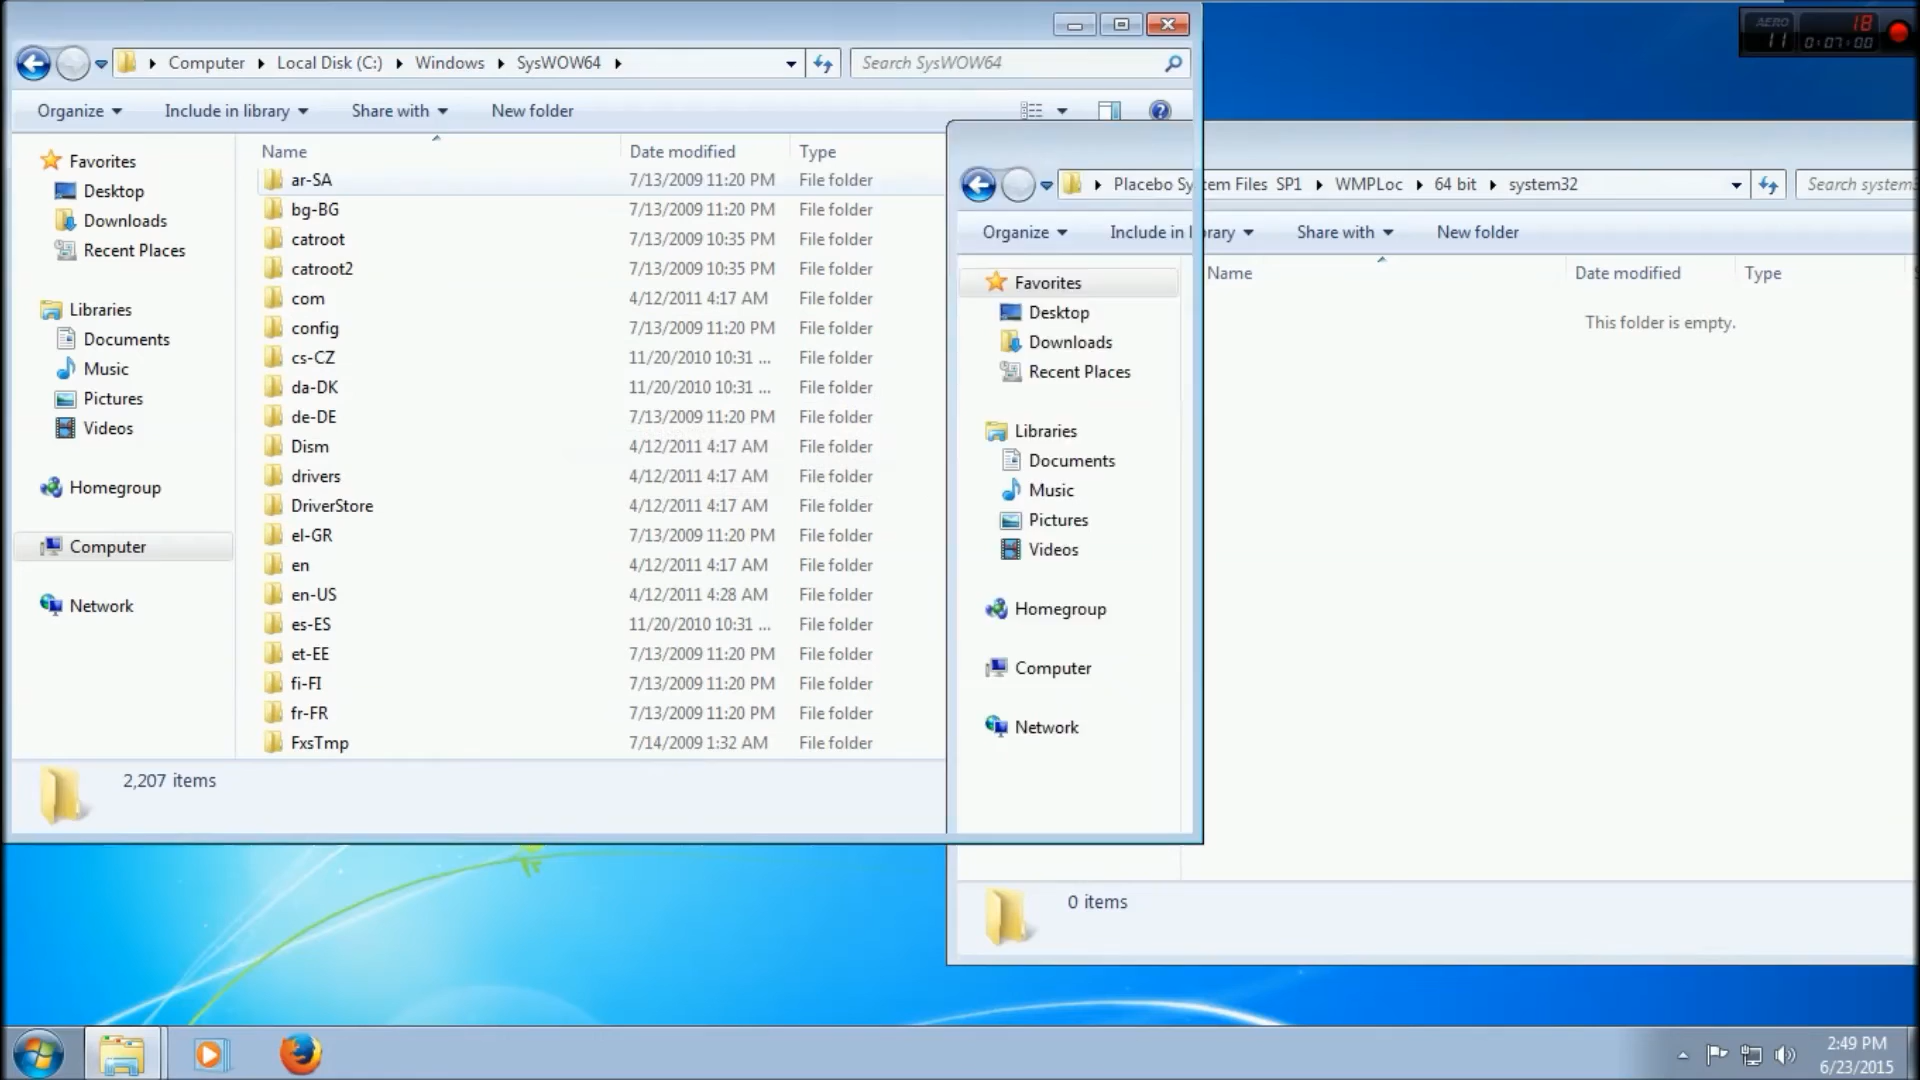 Computer Local Disk (C:) Windows SysWOW64
Search SysWOW64
Organize Include in library Share with New folder
Favorites
Desktop
Downloads
Recent Places
Libraries
Documents
Music
Pictures
Videos
Homegroup
Computer
Network
Name Date modified Type
ar-SA 7/13/2009 11:20 PM File folder
bg-BG 7/13/2009 11:20 PM File folder
catroot 7/13/2009 10:35 PM File folder
catroot2 7/13/2009 10:35 PM File folder
com 4/12/2011 4:17 AM File folder
config 7/13/2009 11:20 PM File folder
cs-CZ 11/20/2010 10:31 ... File folder
da-DK 11/20/2010 10:31 ... File folder
de-DE 7/13/2009 11:20 PM File folder
Dism 4/12/2011 4:17 AM File folder
drivers 4/12/2011 4:17 AM File folder
DriverStore 4/12/2011 4:17 AM File folder
el-GR 7/13/2009 11:20 PM File folder
en 4/12/2011 4:17 AM File folder
en-US 4/12/2011 4:28 AM File folder
es-ES 11/20/2010 10:31 ... File folder
et-EE 7/13/2009 11:20 PM File folder
fi-FI 7/13/2009 11:20 PM File folder
fr-FR 7/13/2009 11:20 PM File folder
FxsTmp 7/14/2009 1:32 AM File folder
2,207 items
AERO 18
11 0:07:00
Files SP1 WMPLoc 64 bit system32
Placebo
Search system
Organize Include in Share with New folder
Favorites
Desktop
Downloads
Recent Places
Libraries
Documents
Music
Pictures
Videos
Homegroup
Computer
Network
Name Date modified Type
This folder is empty.
0 items
2:49 PM
6/23/2015